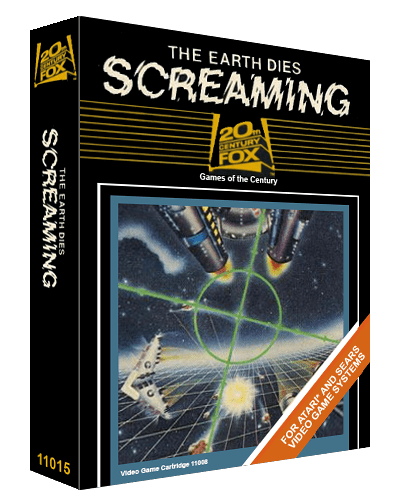 20th
CENTURY
FOX
THE EARTH DIES
SCREAMING
11015
THE EARTH DIES
SCREAMING
20th
CENTURY
FOX
Games of the Century
FOR ATARI® AND SEARS
VIDEO GAME SYSTEMS
Video Game Cartridge 11008